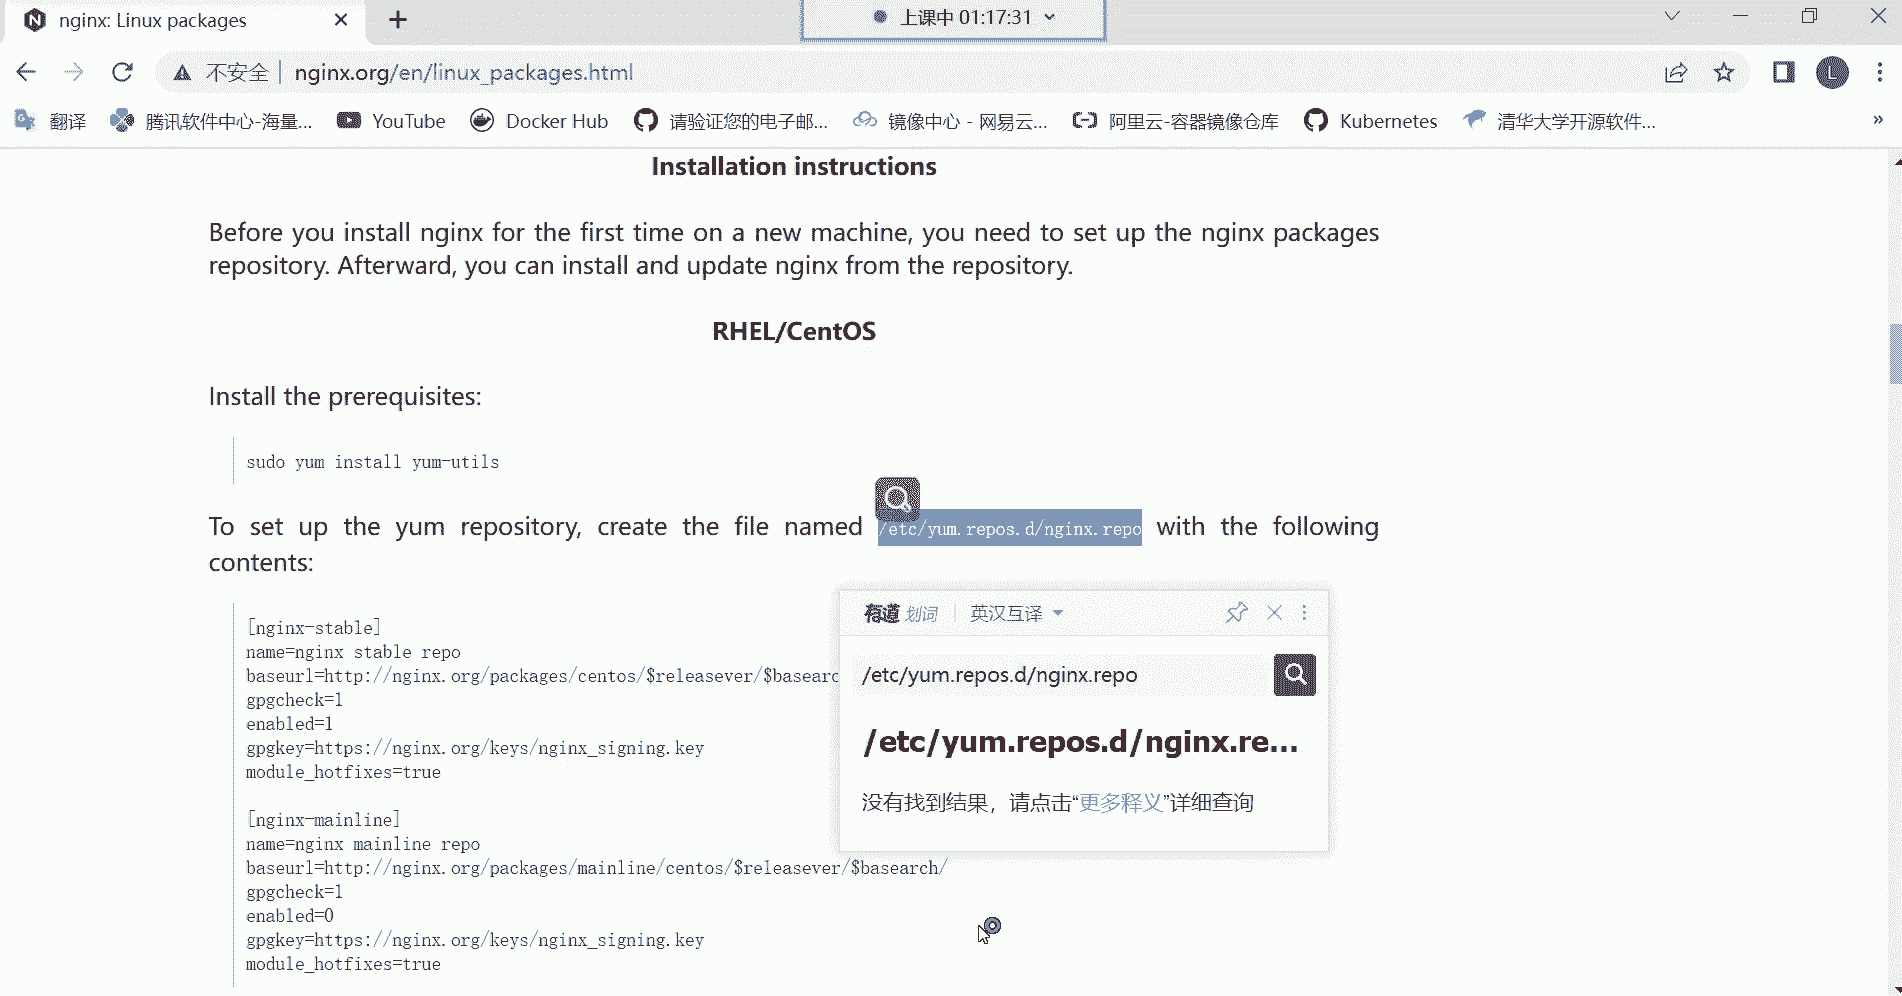 nginx: Linux packages
上课中 01:17:31
不安全 nginx.org/en/linux_packages.html
L
翻译 腾讯软件中心-海量... YouTube Docker Hub 请验证您的电子邮... 镜像中心 - 网易云... 阿里云-容器镜像仓库 Kubernetes 清华大学开源软件... »
Installation instructions
Before you install nginx for the first time on a new machine, you need to set up the nginx packages
repository. Afterward, you can install and update nginx from the repository.
RHEL/CentOS
Install the prerequisites:
sudo yum install yum-utils
To set up the yum repository, create the file named /etc/yum.repos.d/nginx.repo with the following
contents:
[nginx-stable]
name=nginx stable repo
baseurl=http://nginx.org/packages/centos/$releasever/$basearc
gpgcheck=1
enabled=1
gpgkey=https://nginx.org/keys/nginx_signing.key
module_hotfixes=true
[nginx-mainline]
name=nginx mainline repo
baseurl=http://nginx.org/packages/mainline/centos/$releasever/$basearch/
gpgcheck=1
enabled=0
gpgkey=https://nginx.org/keys/nginx_signing.key
module_hotfixes=true
有道 划词 英汉互译
/etc/yum.repos.d/nginx.repo
/etc/yum.repos.d/nginx.re...
没有找到结果，请点击“更多释义”详细查询